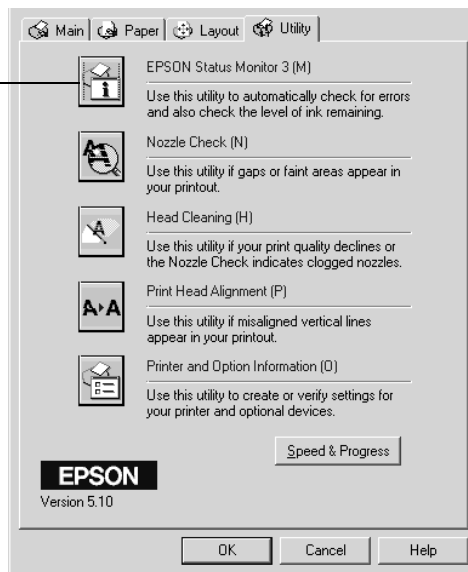 Main Paper Layout Utility
EPSON Status Monitor 3 (M)
Use this utility to automatically check for errors
and also check the level of ink remaining.
Nozzle Check (N)
Use this utility if gaps or faint areas appear in
your printout.
Head Cleaning (H)
Use this utility if your print quality declines or
the Nozzle Check indicates clogged nozzles.
Print Head Alignment (P)
Use this utility if misaligned vertical lines
appear in your printout.
Printer and Option Information (O)
Use this utility to create or verify settings for
your printer and optional devices.
Speed & Progress
EPSON
Version 5.10
OK Cancel Help